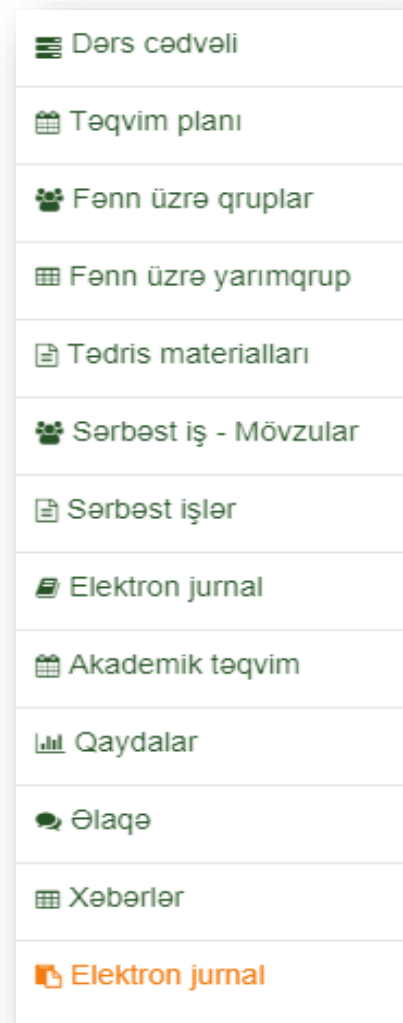 Dərs cədvəli
Təqvim planı
Fənn üzrə qruplar
Fənn üzrə yarımqrup
Tədris materialları
Sərbəst iş - Mövzular
Sərbəst işlər
Elektron jurnal
Akademik təqvim
Qaydalar
Əlaqə
Xəbərlər
Elektron jurnal